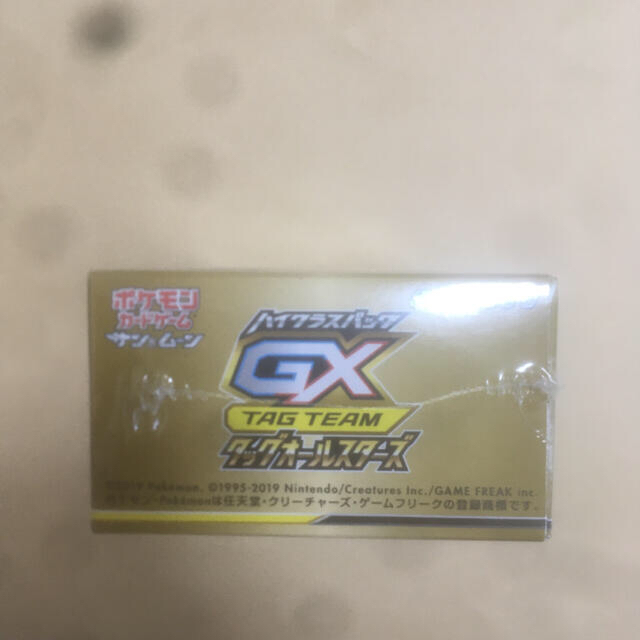 ポケモン
カードゲーム
サン&ムーン
ハイクラスパック
GX
TAG TEAM
タッグオールスターズ
©2019 Pokémon. ©1995-2019 Nintendo/Creatures Inc./GAME FREAK inc.
ポケモン・Pokémonは任天堂・クリーチャーズ・ゲームフリークの登録商標です。